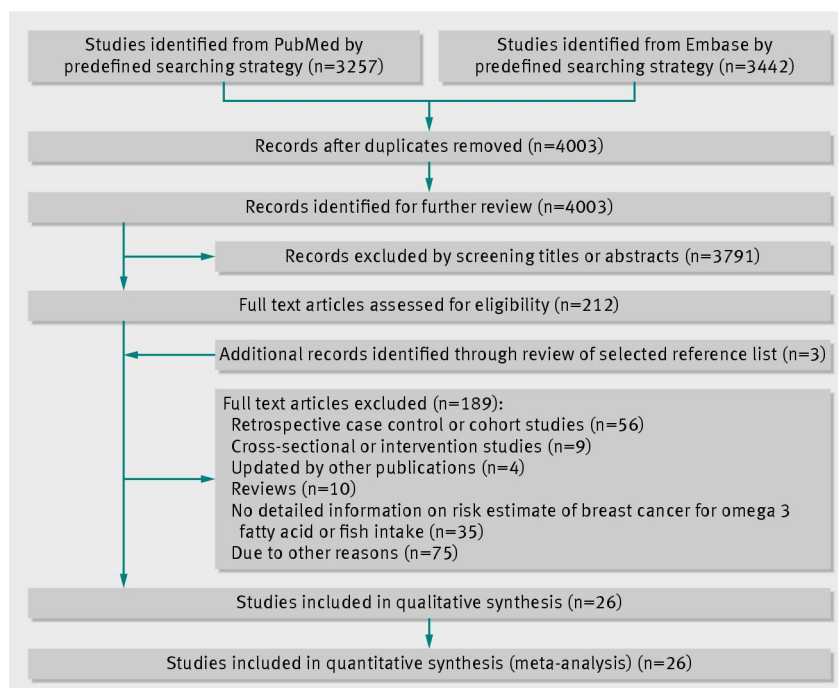 Studies identified from PubMed by
predefined searching strategy (n=3257)
Studies identified from Embase by
predefined searching strategy (n=3442)
Records after duplicates removed (n=4003)
Records identified for further review (n=4003)
Records excluded by screening titles or abstracts (n=3791)
Full text articles assessed for eligibility (n=212)
Additional records identified through review of selected reference list (n=3)
Full text articles excluded (n=189):
Retrospective case control or cohort studies (n=56)
Cross-sectional or intervention studies (n=9)
Updated by other publications (n=4)
Reviews (n=10)
No detailed information on risk estimate of breast cancer for omega 3
fatty acid or fish intake (n=35)
Due to other reasons (n=75)
Studies included in qualitative synthesis (n=26)
Studies included in quantitative synthesis (meta-analysis) (n=26)